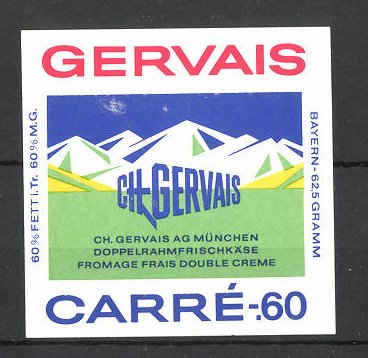 GERVAIS
60% FETT i.Tr. 60% M.G.
CH.GERVAIS
BAYERN-62,5 GRAMM
CH. GERVAIS AG MÜNCHEN
DOPPELRAHMFRISCHKÄSE
FROMAGE FRAIS DOUBLE CREME
CARRÉ-.60